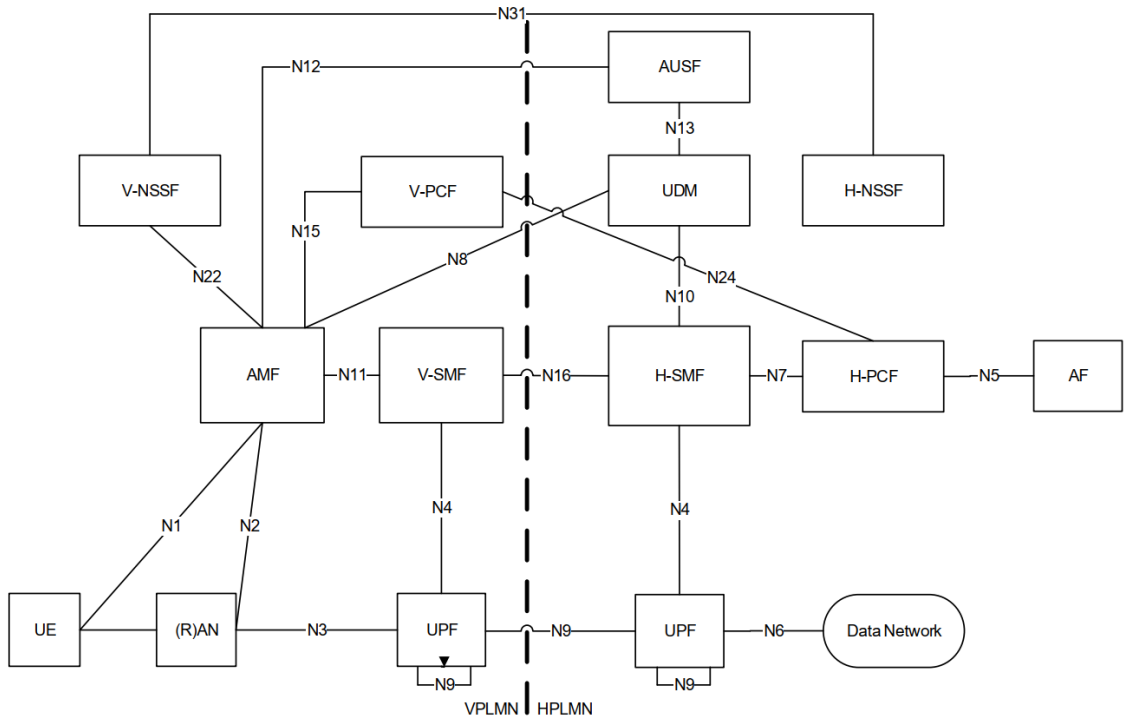 N31
N12
AUSF
N13
V-NSSF
V-PCF
UDM
H-NSSF
N15
N8
N22
N24
N10
AMF
N11
V-SMF
N16
H-SMF
N7
H-PCF
N5
AF
N4
N4
N1
N2
UE
(R)AN
N3
UPF
N9
UPF
N6
Data Network
N9
N9
VPLMN
HPLMN